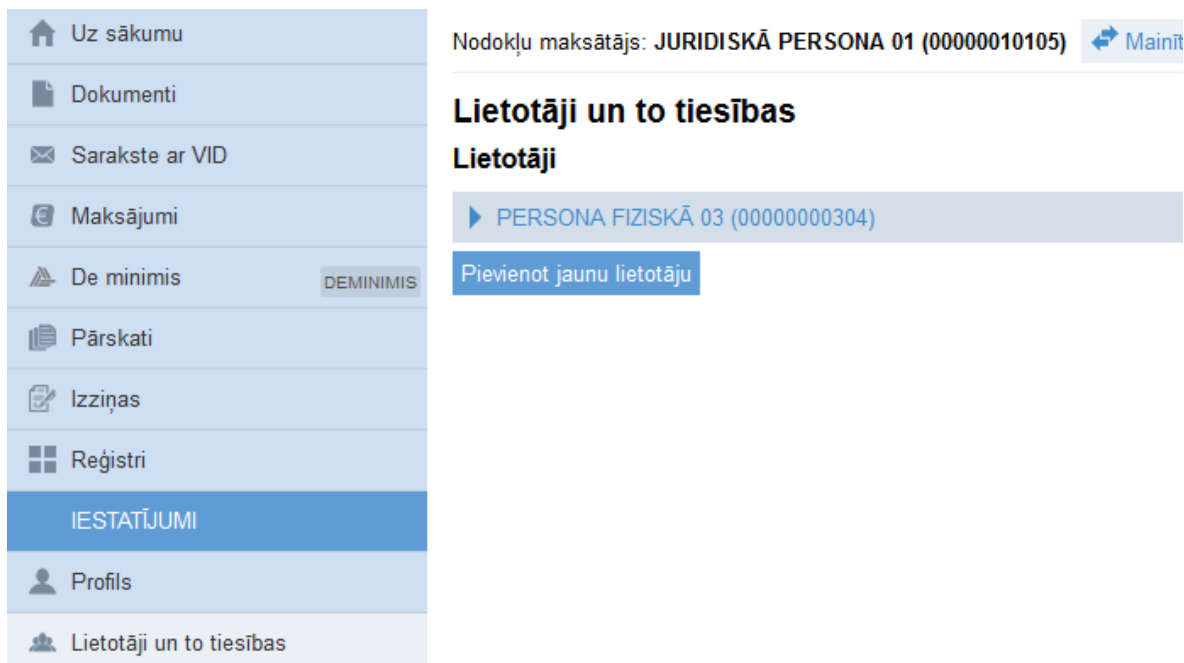 Uz sākumu
Dokumenti
Sarakste ar VID
Maksājumi
De minimis DEMINIMIS
Pārskati
Izziņas
Reģistri
IESTATĪJUMI
Profils
Lietotāji un to tiesības
Nodokļu maksātājs: JURIDISKĀ PERSONA 01 (00000010105) Mainīt
Lietotāji un to tiesības
Lietotāji
PERSONA FIZISKĀ 03 (00000000304)
Pievienot jaunu lietotāju